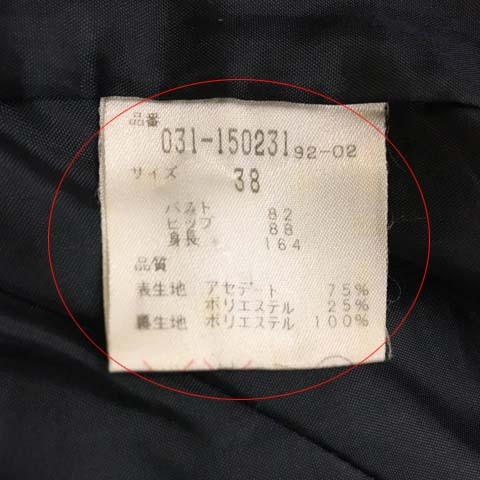 品番
031-150231 92-02
サイズ
38
バスト 82
ヒップ 88
身長 164
品質
表生地 アセテート 75%
ポリエステル 25%
裏生地 ポリエステル 100%